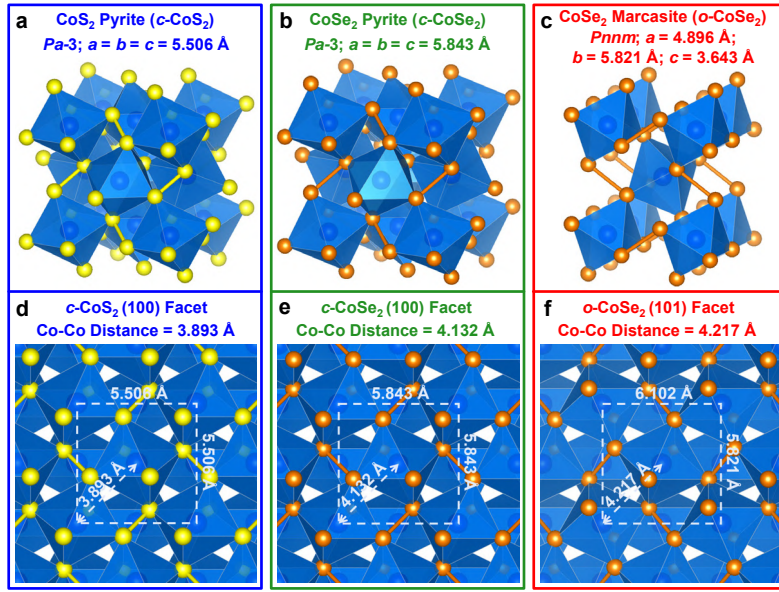 a
CoS₂ Pyrite (c-CoS₂)
Pa-3; a = b = c = 5.506 Å
b
CoSe₂ Pyrite (c-CoSe₂)
Pa-3; a = b = c = 5.843 Å
c
CoSe₂ Marcasite (o-CoSe₂)
Pnnm; a = 4.896 Å;
b = 5.821 Å; c = 3.643 Å
d
c-CoS₂ (100) Facet
Co-Co Distance = 3.893 Å
5.506 Å
5.506 Å
3.893 Å
e
c-CoSe₂ (100) Facet
Co-Co Distance = 4.132 Å
5.843 Å
5.843 Å
4.132 Å
f
o-CoSe₂ (101) Facet
Co-Co Distance = 4.217 Å
6.102 Å
5.821 Å
4.217 Å